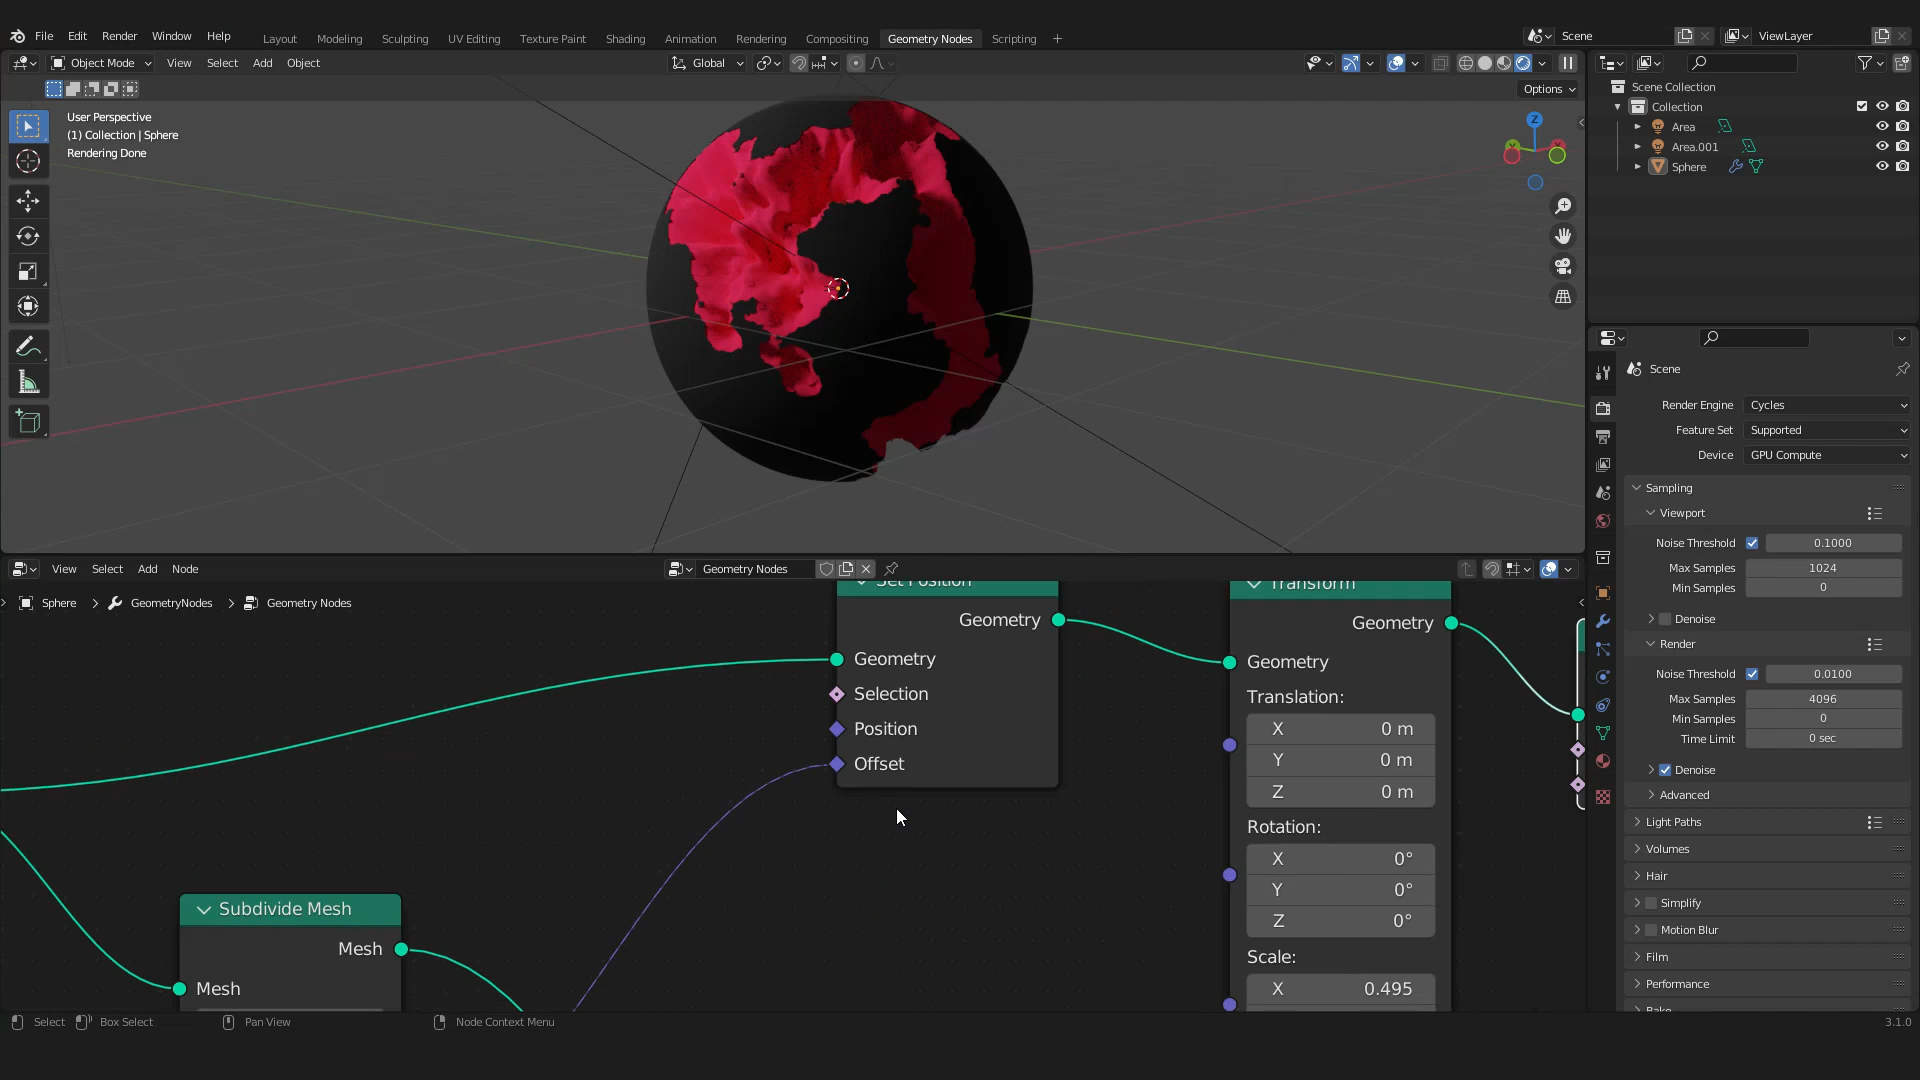 File Edit Render Window Help
Layout Modeling Sculpting UV Editing Texture Paint Shading Animation Rendering Compositing Geometry Nodes Scripting
Scene ViewLayer
Object Mode View Select Add Object Global
Options
User Perspective
(1) Collection | Sphere
Rendering Done
Z
Scene Collection
Collection
Area
Area.001
Sphere
Scene
Render Engine Cycles
Feature Set Supported
Device GPU Compute
Sampling
Viewport
Noise Threshold 0.1000
Max Samples 1024
Min Samples 0
Denoise
Render
Noise Threshold 0.0100
Max Samples 4096
Min Samples 0
Time Limit 0 sec
Denoise
Advanced
Light Paths
Volumes
Hair
Simplify
Motion Blur
Film
Performance
Bake
View Select Add Node Geometry Nodes
Sphere GeometryNodes Geometry Nodes
Set Position
Geometry
Geometry
Selection
Position
Offset
Transform
Geometry
Geometry
Translation:
X 0 m
Y 0 m
Z 0 m
Rotation:
X 0°
Y 0°
Z 0°
Scale:
X 0.495
Subdivide Mesh
Mesh
Mesh
Select Box Select Pan View Node Context Menu 3.1.0